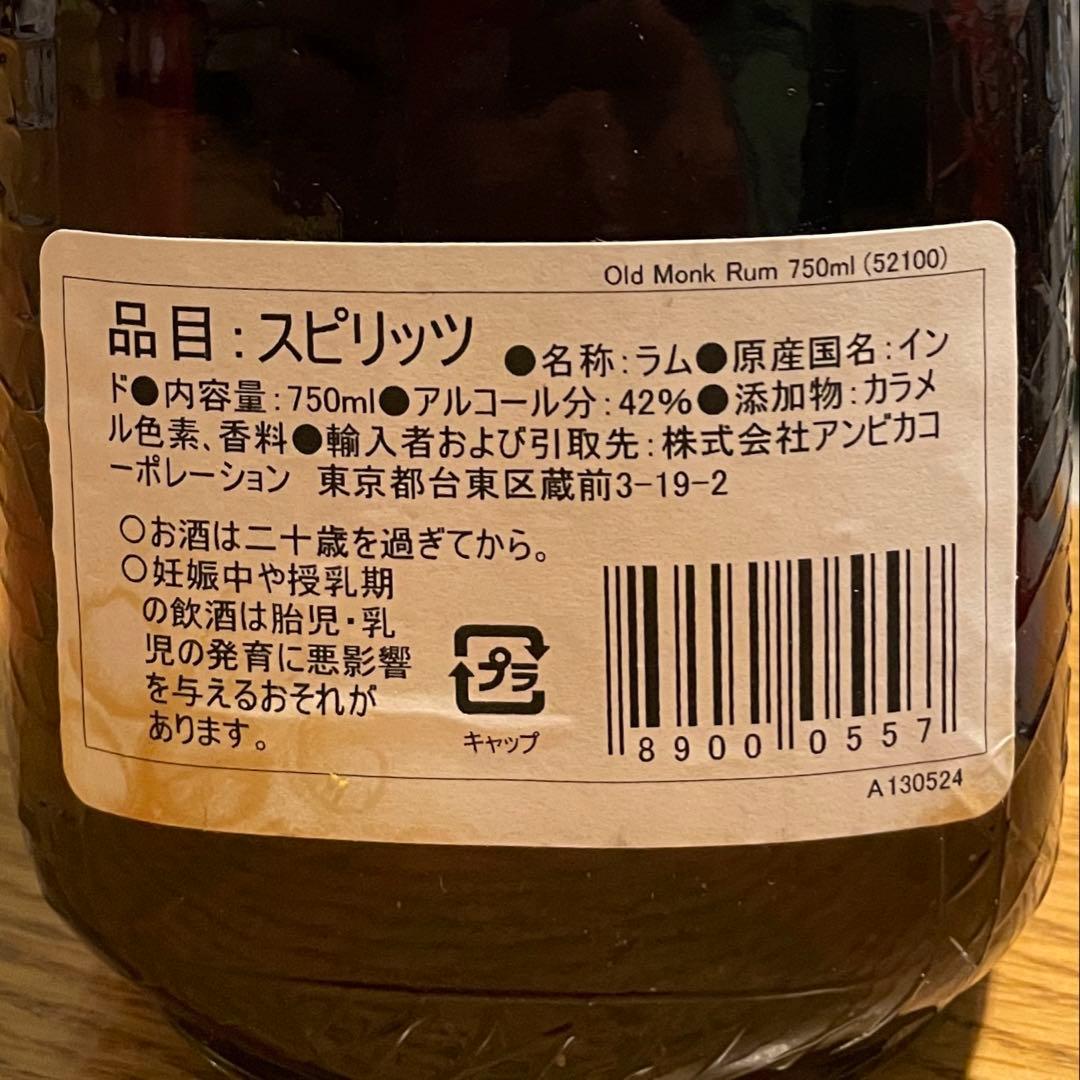 Old Monk Rum 750ml (52100)
品目:スピリッツ ●名称:ラム●原産国名:イン
ド●内容量:750ml●アルコール分:42%●添加物:カラメ
ル色素、香料●輸入者および引取先:株式会社アンビカコ
ーポレーション 東京都台東区蔵前3-19-2
○お酒は二十歳を過ぎてから。
○妊娠中や授乳期
の飲酒は胎児・乳
児の発育に悪影響
を与えるおそれが
あります。
プラ
キャップ
8900 0557
A130524